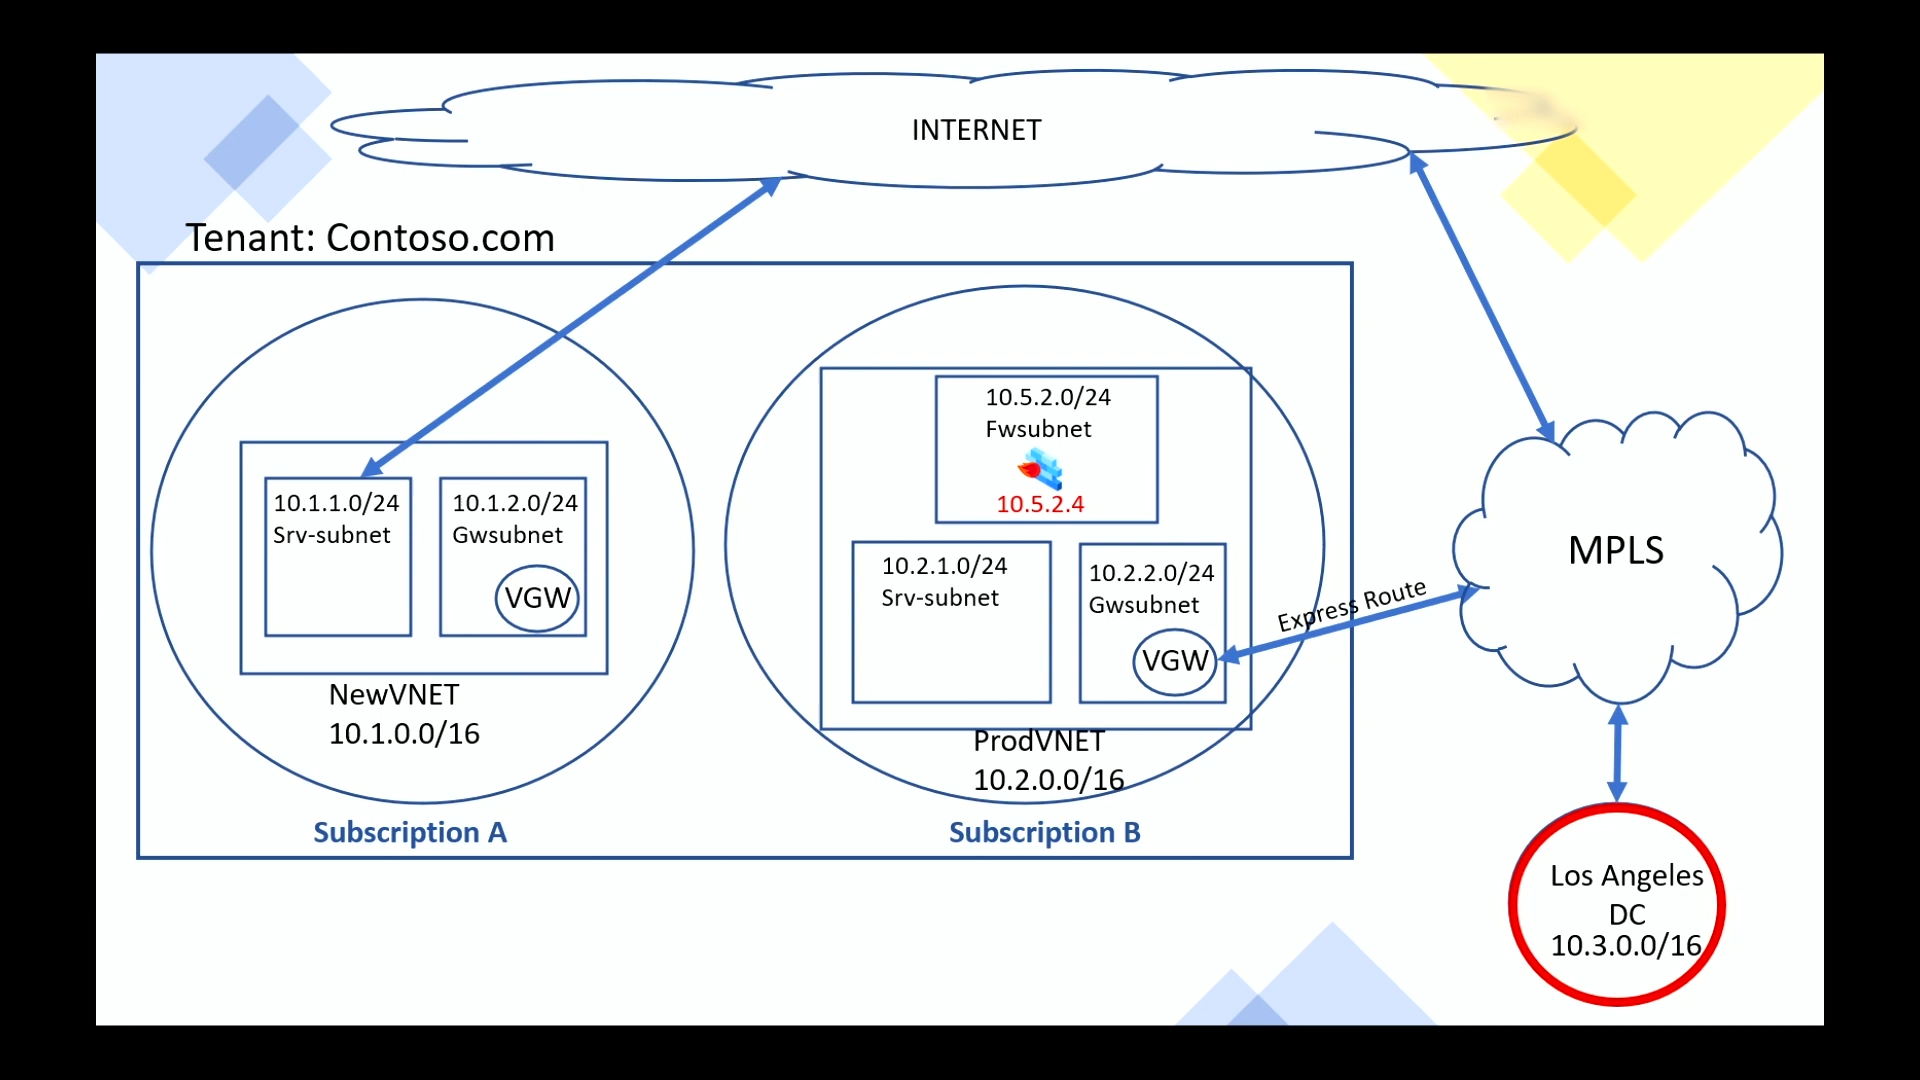 INTERNET
Tenant: Contoso.com
10.1.1.0/24
Srv-subnet
10.1.2.0/24
Gwsubnet
VGW
NewVNET
10.1.0.0/16
Subscription A
10.5.2.0/24
Fwsubnet
10.5.2.4
10.2.1.0/24
Srv-subnet
10.2.2.0/24
Gwsubnet
VGW
ProdVNET
10.2.0.0/16
Subscription B
Express Route
MPLS
Los Angeles
DC
10.3.0.0/16